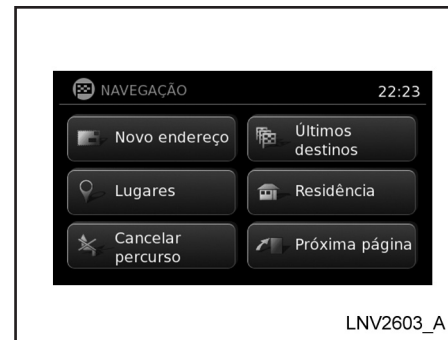 NAVEGAÇÃO 22:23
Novo endereço
Últimos
destinos
Lugares
Residência
Cancelar
percurso
Próxima página
LNV2603_A